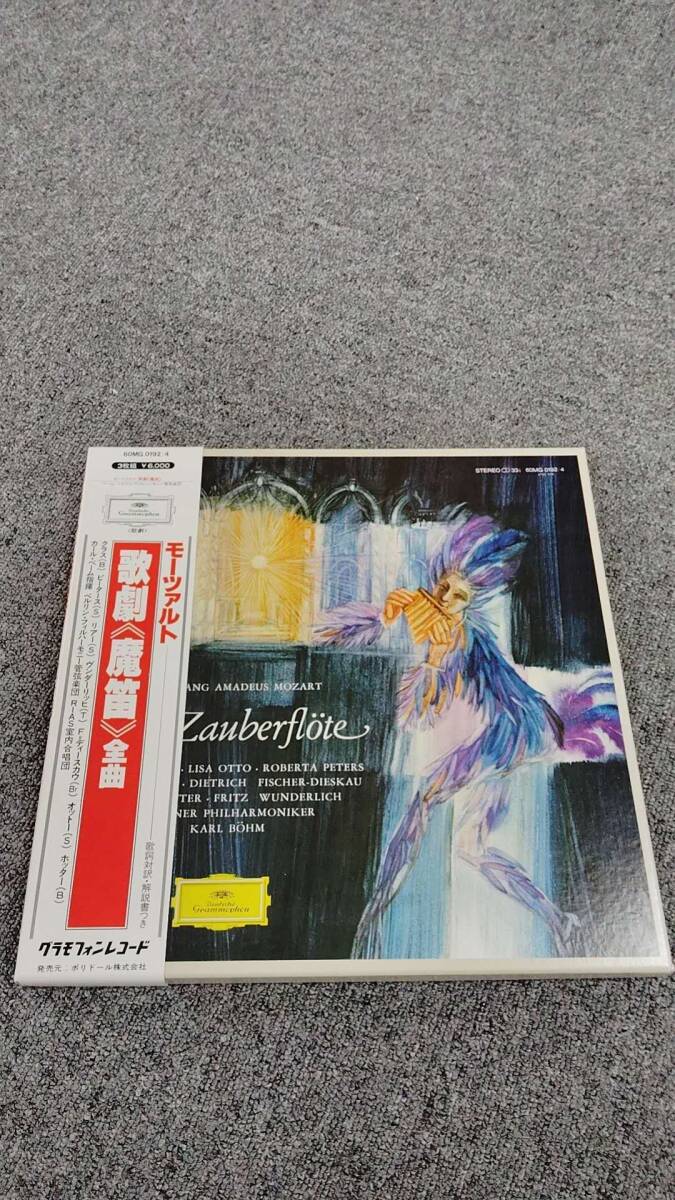 60MG 0192/4
3枚組 ¥6,000
Deutsche
Grammophon
(歌劇)
モーツァルト
歌劇《魔笛》全曲
クラス(B) ピータース(S) リアー(S) ヴンダーリッヒ(T) F=ディースカウ(Br) オットー(S) ホッター(B)
カール・ベーム指揮 ベルリン・フィルハーモニー管弦楽団 RIAS室内合唱団
歌詞対訳・解説書つき
グラモフォンレコード
発売元:ポリドール株式会社
STEREO 33 60MG 0192/4
ANG AMADEUS MOZART
Zauberflöte
LISA OTTO · ROBERTA PETERS
DIETRICH FISCHER-DIESKAU
TER · FRITZ WUNDERLICH
NER PHILHARMONIKER
KARL BÖHM
Deutsche
Grammophon